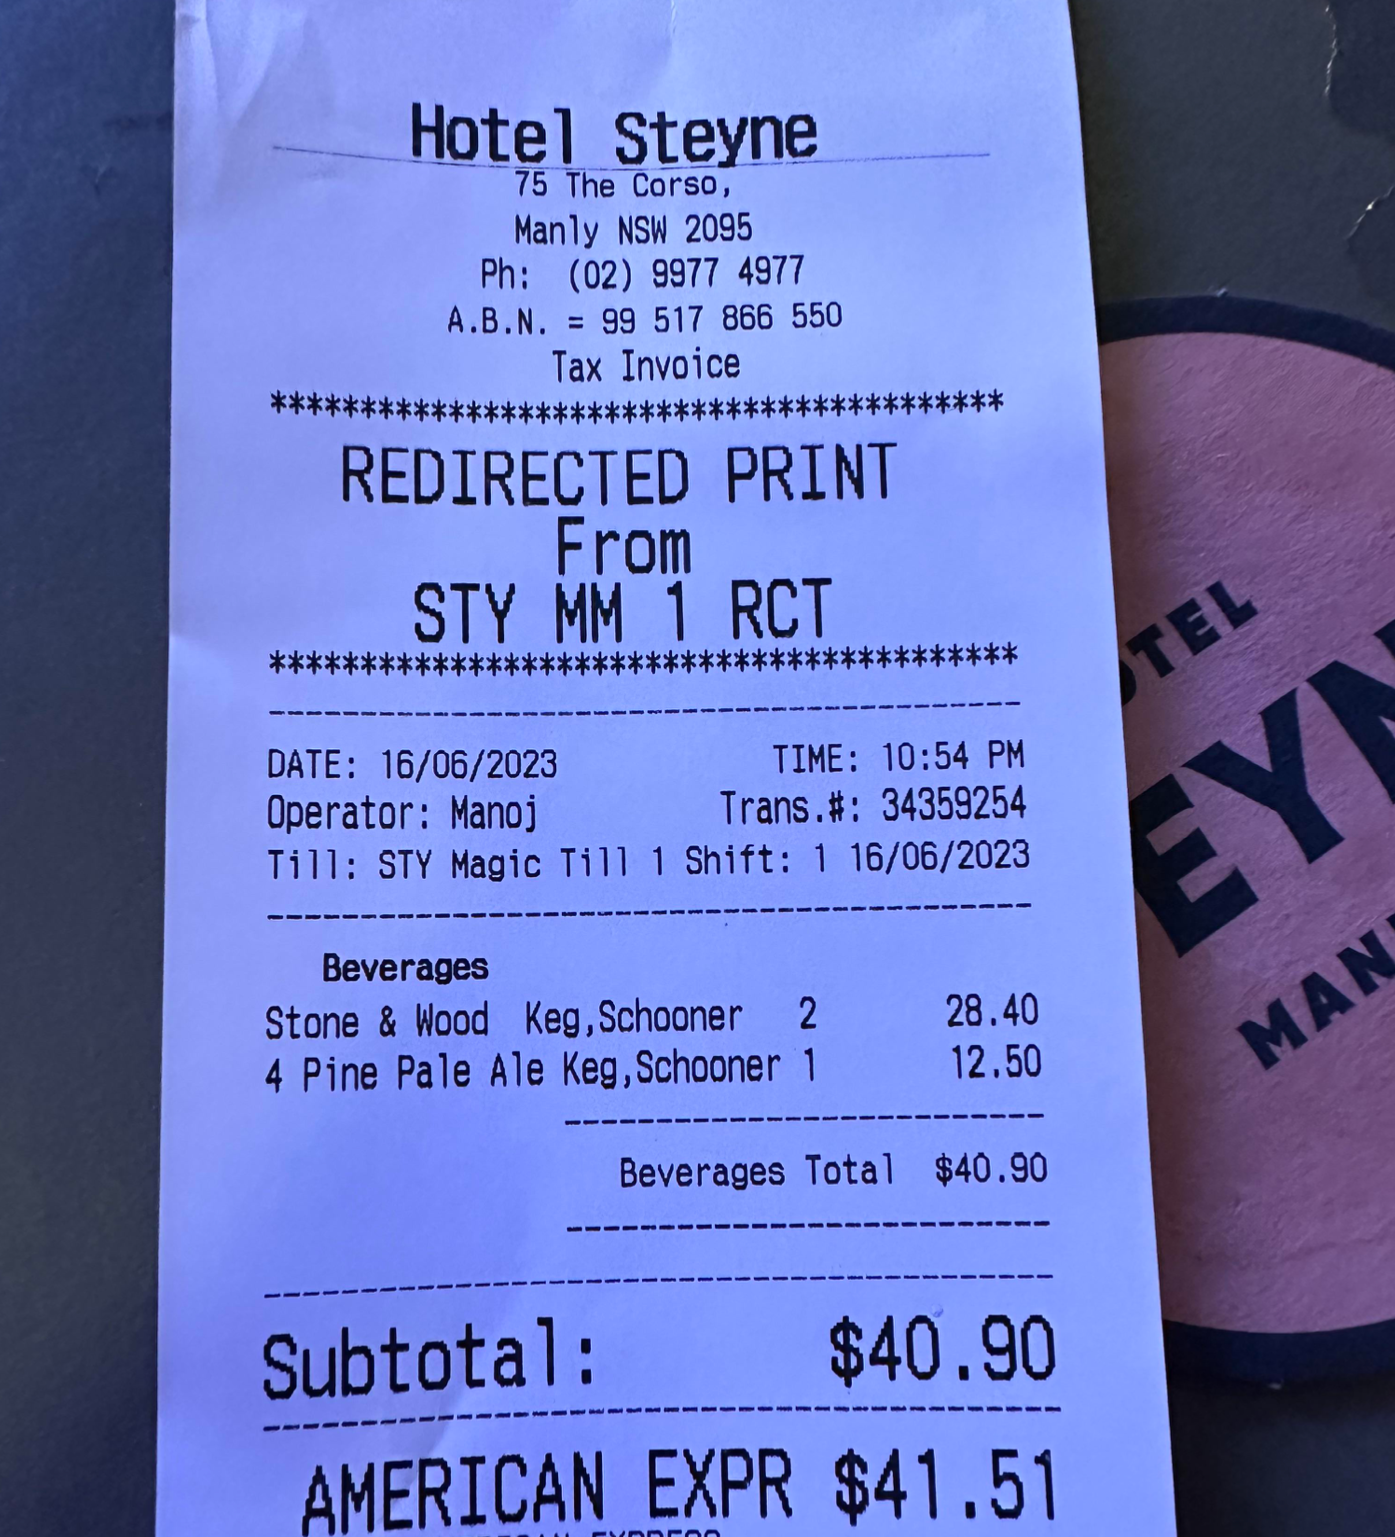 Hotel Steyne
75 The Corso,
Manly NSW 2095
Ph: (02) 9977 4977
A.B.N. = 99 517 866 550
Tax Invoice
*****************************************
REDIRECTED PRINT
From
STY MM 1 RCT
*****************************************
DATE: 16/06/2023 TIME: 10:54 PM
Operator: Manoj Trans.#: 34359254
Till: STY Magic Till 1 Shift: 1 16/06/2023
Beverages
Stone & Wood Keg,Schooner 2 28.40
4 Pine Pale Ale Keg,Schooner 1 12.50
Beverages Total $40.90
Subtotal: $40.90
AMERICAN EXPR $41.51
OTEL
EYN
MAN